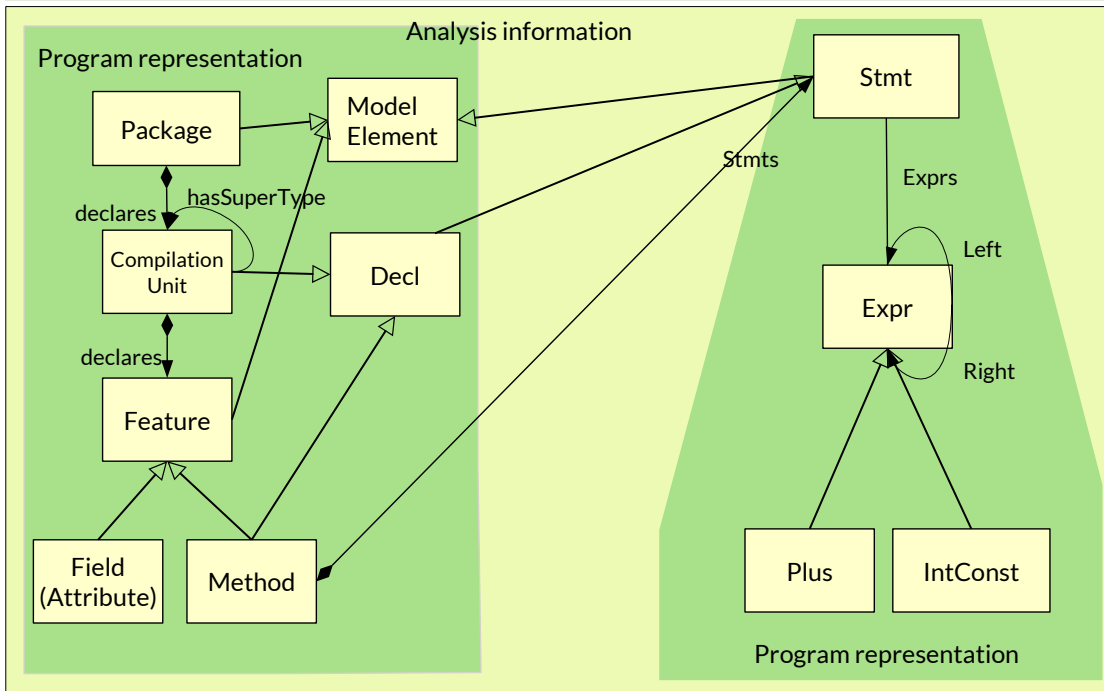 Analysis information
Program representation
Package
Model
Element
Stmt
Stmts
Exprs
hasSuperType
declares
Compilation
Unit
Decl
Left
Expr
declares
Right
Feature
Field
(Attribute)
Method
Plus
IntConst
Program representation